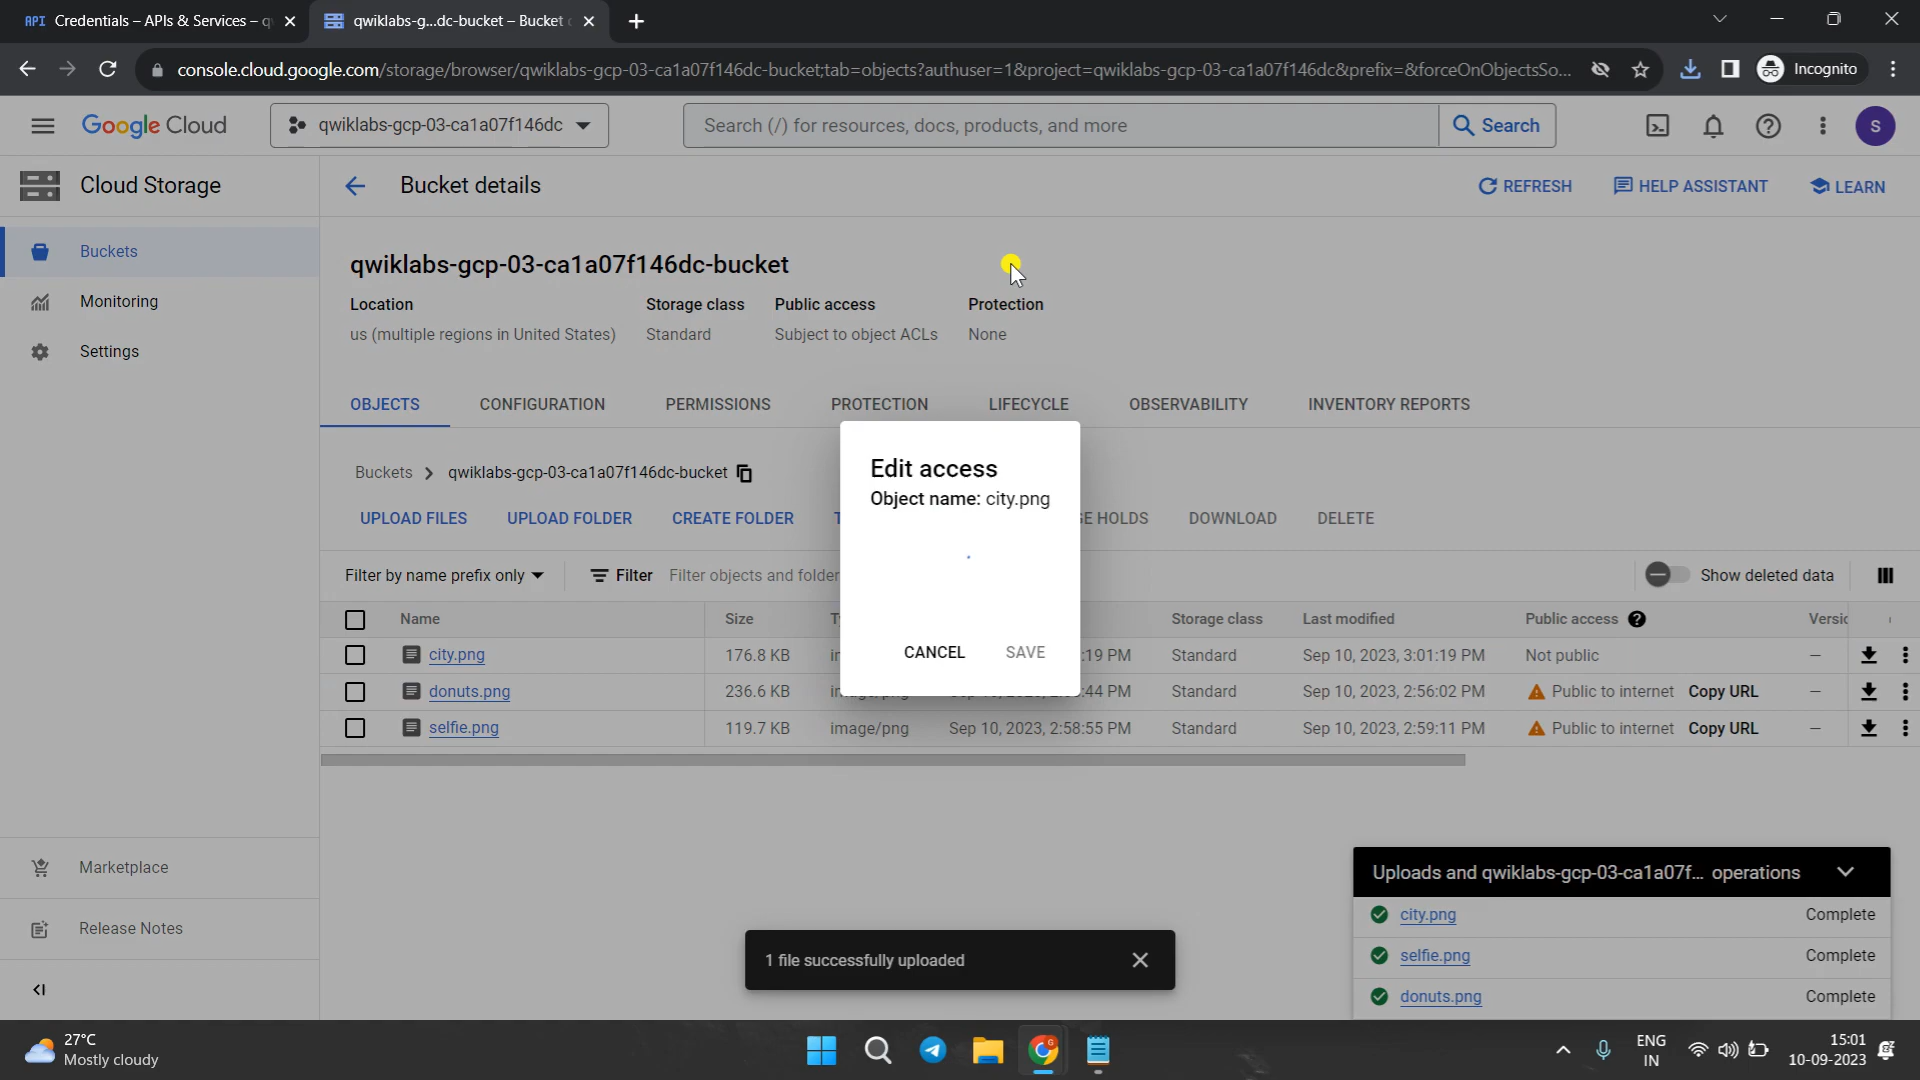 Credentials – APIs & Services – q
qwiklabs-g...dc-bucket – Bucket
console.cloud.google.com/storage/browser/qwiklabs-gcp-03-ca1a07f146dc-bucket;tab=objects?authuser=1&project=qwiklabs-gcp-03-ca1a07f146dc&prefix=&forceOnObjectsSo...
Incognito
Google Cloud
qwiklabs-gcp-03-ca1a07f146dc
Search (/) for resources, docs, products, and more
Search
S
Cloud Storage
Bucket details
REFRESH
HELP ASSISTANT
LEARN
Buckets
Monitoring
Settings
qwiklabs-gcp-03-ca1a07f146dc-bucket
Location Storage class Public access Protection
us (multiple regions in United States) Standard Subject to object ACLs None
OBJECTS CONFIGURATION PERMISSIONS PROTECTION LIFECYCLE OBSERVABILITY INVENTORY REPORTS
Buckets > qwiklabs-gcp-03-ca1a07f146dc-bucket
UPLOAD FILES UPLOAD FOLDER CREATE FOLDER HOLDS DOWNLOAD DELETE
Edit access
Object name: city.png
CANCEL SAVE
Filter by name prefix only Filter Filter objects and folder Show deleted data
Name Size Storage class Last modified Public access
city.png 176.8 KB :19 PM Standard Sep 10, 2023, 3:01:19 PM Not public –
donuts.png 236.6 KB :44 PM Standard Sep 10, 2023, 2:56:02 PM Public to internet Copy URL –
selfie.png 119.7 KB image/png Sep 10, 2023, 2:58:55 PM Standard Sep 10, 2023, 2:59:11 PM Public to internet Copy URL –
Marketplace
Release Notes
Uploads and qwiklabs-gcp-03-ca1a07f... operations
city.png Complete
selfie.png Complete
donuts.png Complete
1 file successfully uploaded
27°C
Mostly cloudy
ENG
IN
15:01
10-09-2023